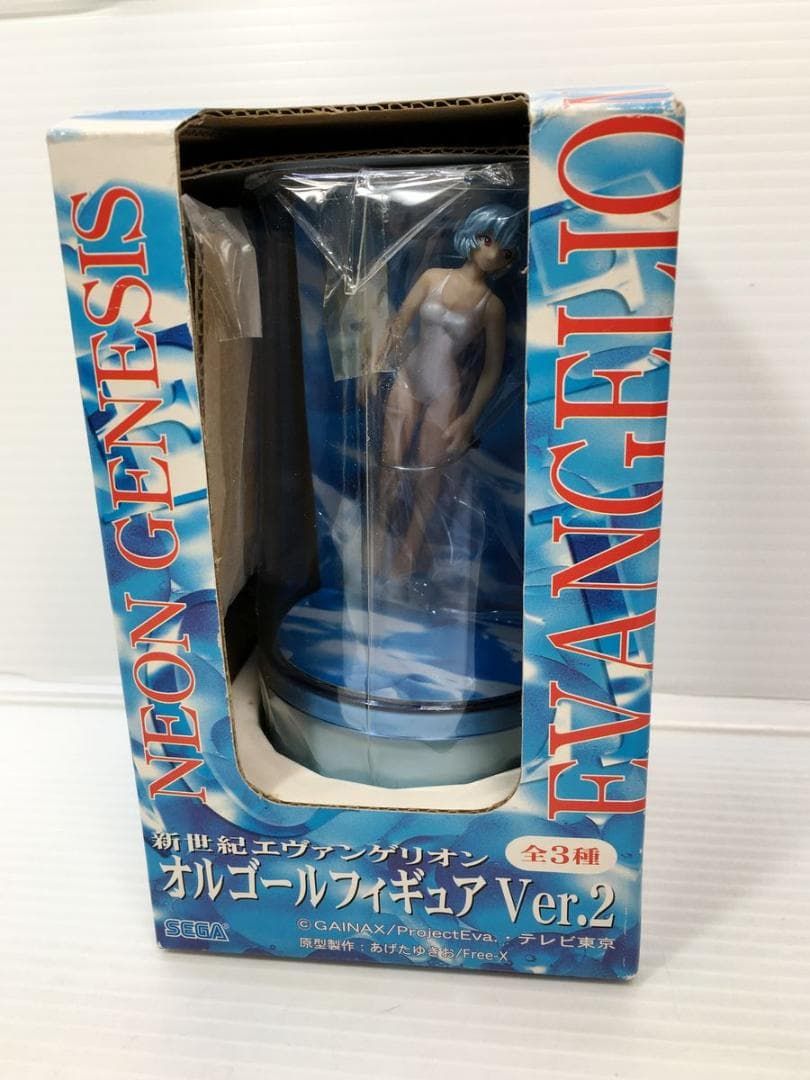 NEON GENESIS
EVANGELIO
新世紀エヴァンゲリオン
全3種
オルゴールフィギュア Ver.2
SEGA
©GAINAX/ProjectEva.・テレビ東京
原型製作：あげたゆきお/Free-X